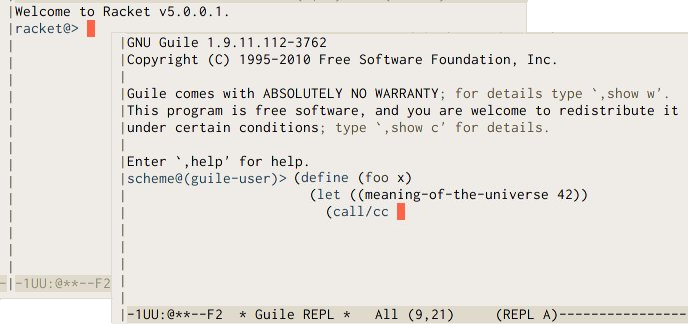 Welcome to Racket v5.0.0.1.
racket@>
-1UU:@**--F2
GNU Guile 1.9.11.112-3762
Copyright (C) 1995-2010 Free Software Foundation, Inc.
Guile comes with ABSOLUTELY NO WARRANTY; for details type `,show w'.
This program is free software, and you are welcome to redistribute it
under certain conditions; type `,show c' for details.
Enter `,help' for help.
scheme@(guile-user)> (define (foo x)
(let ((meaning-of-the-universe 42))
(call/cc
-1UU:@**--F2  * Guile REPL *   All (9,21)     (REPL A)----------------